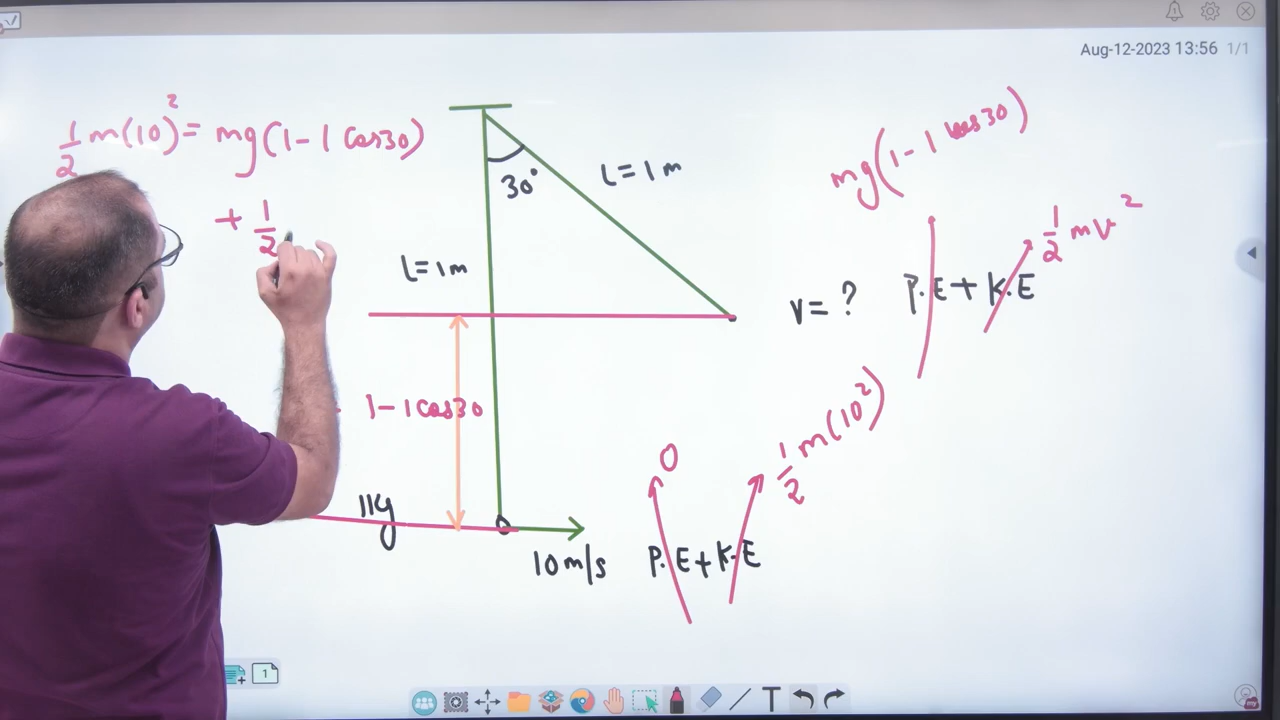 Aug-12-2023 13:56 1/1
1/2 m(10)² = mg(1-1 cos30)
+ 1/2
30°
L=1m
L=1m
mg(1-1 cos30)
1/2 mv²
v= ?
P.E+K.E
1-1cos30
0
1/2 m(10²)
10m/s
P.E+K.E
1
T